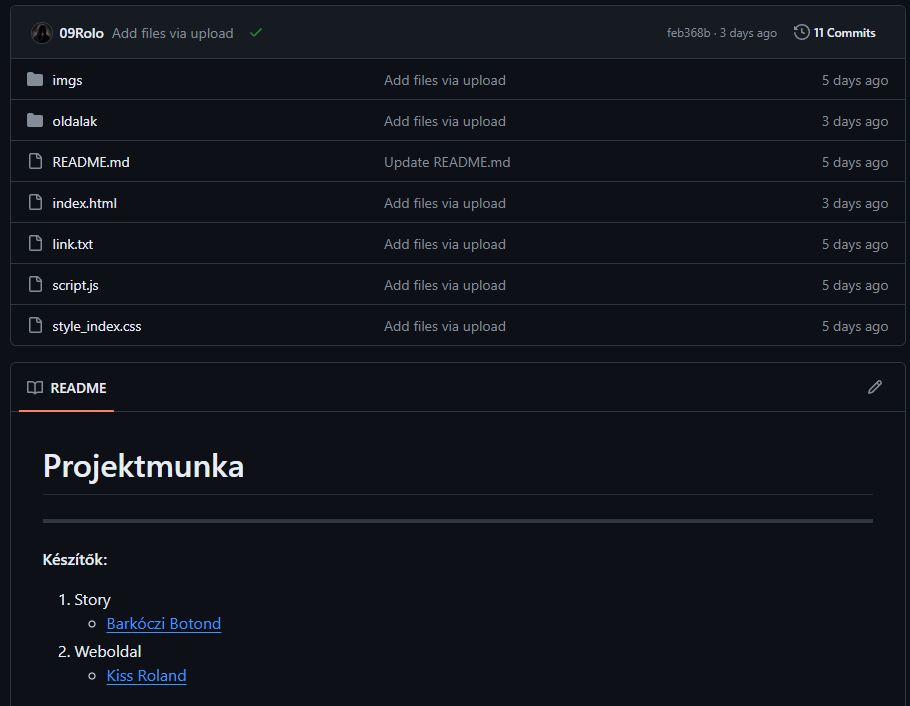 09Rolo Add files via upload feb368b · 3 days ago 11 Commits
imgs Add files via upload 5 days ago
oldalak Add files via upload 3 days ago
README.md Update README.md 5 days ago
index.html Add files via upload 3 days ago
link.txt Add files via upload 5 days ago
script.js Add files via upload 5 days ago
style_index.css Add files via upload 5 days ago
README
Projektmunka
Készítők:
1. Story
Barkóczi Botond
2. Weboldal
Kiss Roland